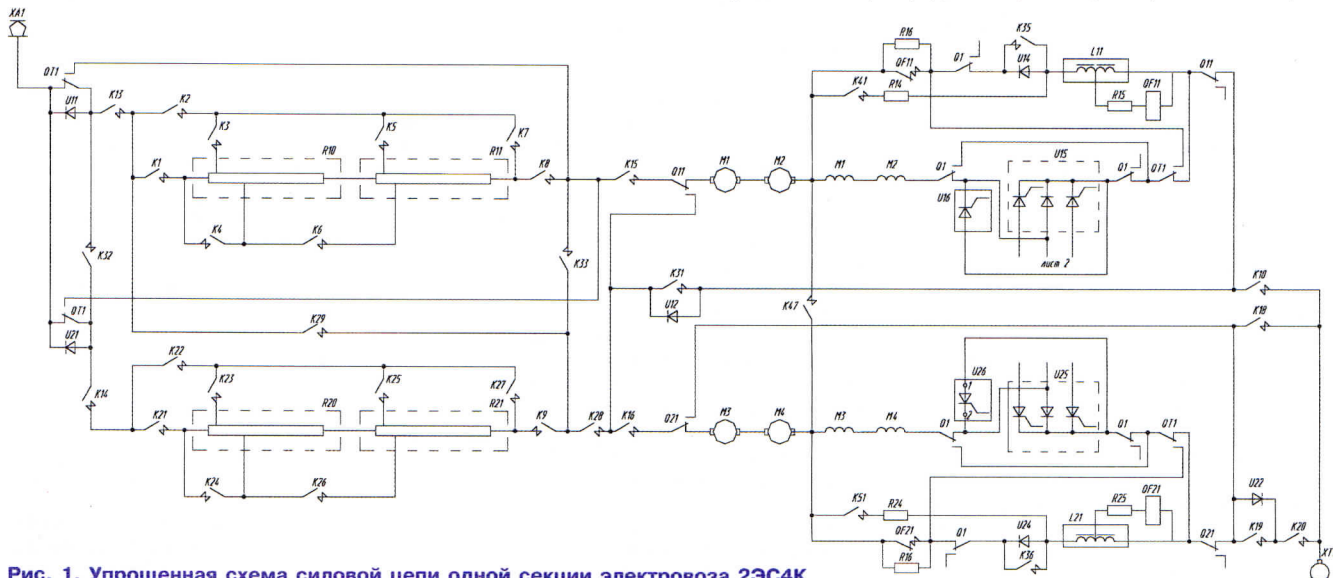 XA1
QT1
U11
K13
K2
K3
K5
K7
R10
R11
K1
K8
K4
K6
K32
K33
QT1
U21
K29
K14
K22
K23
K25
K27
R20
R21
K21
K9
K28
K24
K26
K15
Q11
M1
M2
M1
M2
K16
Q21
M3
M4
M3
M4
K31
U12
K47
R16
QF11
Q1
K35
U14
L11
Q11
K41
R14
R15
QF11
Q1
U15
U16
Q1
QT1
лист 2
K10
K18
U26
1
2
U25
Q1
Q1
QT1
K51
R24
QF21
R16
Q1
U24
K36
L21
R25
QF21
Q21
U22
K19
K20
Рис. 1. Упрощенная схема силовой цепи одной секции электровоза 2ЭС4К